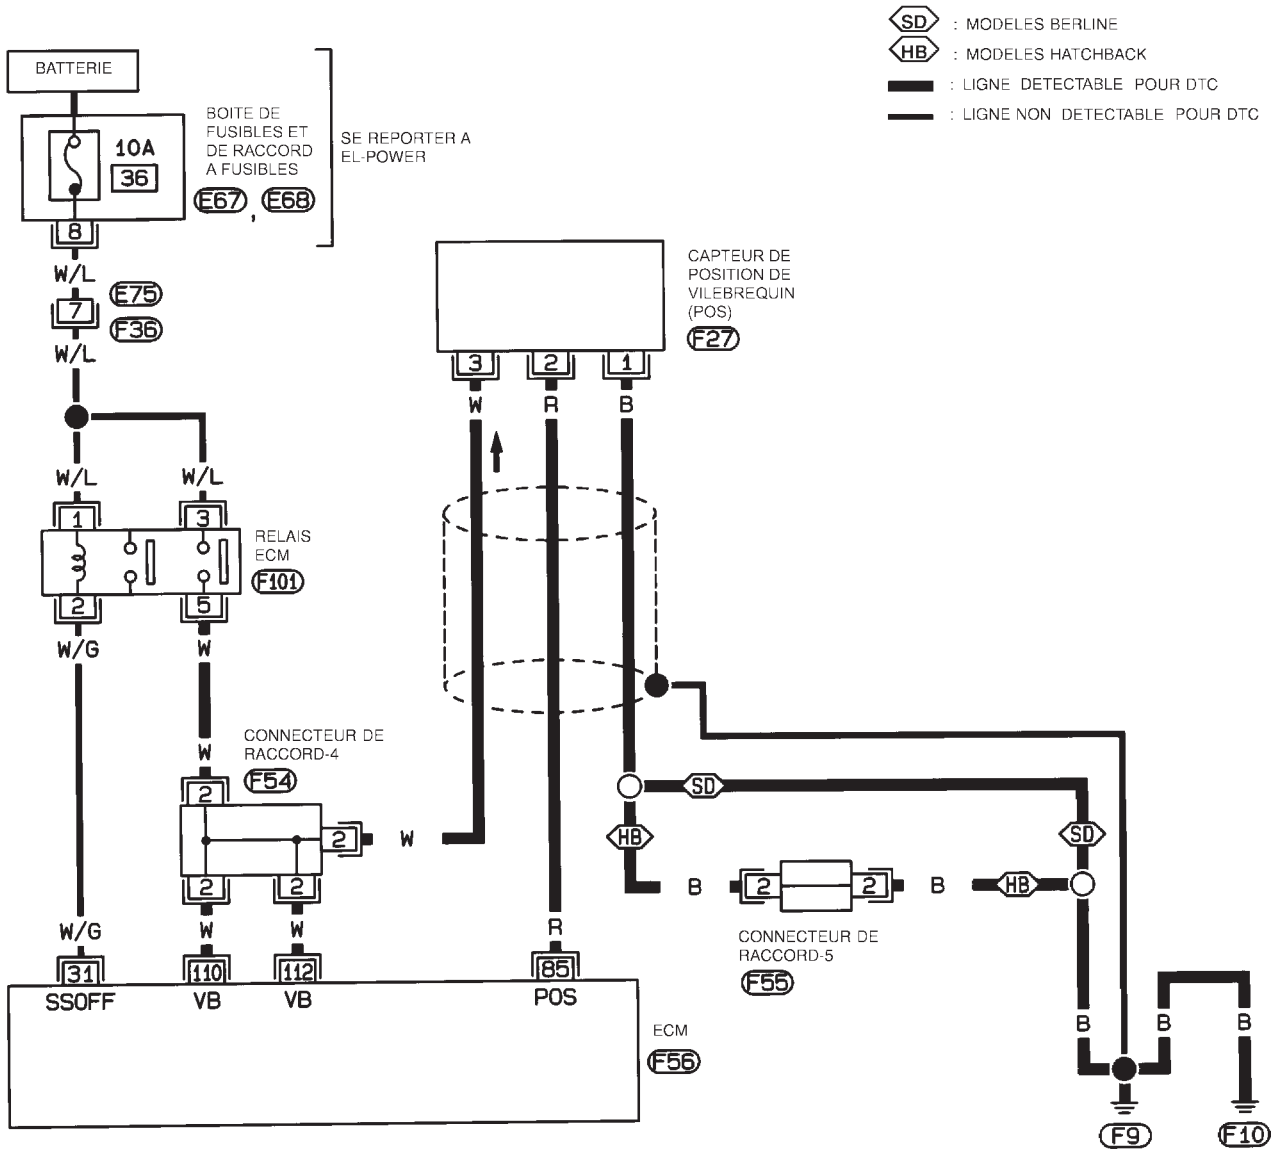 SD : MODELES BERLINE
HB : MODELES HATCHBACK
: LIGNE DETECTABLE POUR DTC
: LIGNE NON DETECTABLE POUR DTC
BATTERIE
10A
36
BOITE DE
FUSIBLES ET
DE RACCORD
A FUSIBLES
E67 , E68
SE REPORTER A
EL-POWER
8
W/L
7
E75
F36
W/L
W/L
W/L
1
3
RELAIS
ECM
F101
2
5
W/G
W
W
CONNECTEUR DE
RACCORD-4
F54
2
2
W
2
2
W/G
W
W
R
CAPTEUR DE
POSITION DE
VILEBREQUIN
(POS)
F27
3
2
1
W
R
B
SD
HB
SD
B
2
2
B
HB
CONNECTEUR DE
RACCORD-5
F55
31
110
112
85
SSOFF
VB
VB
POS
ECM
F56
B
B
B
F9
F10